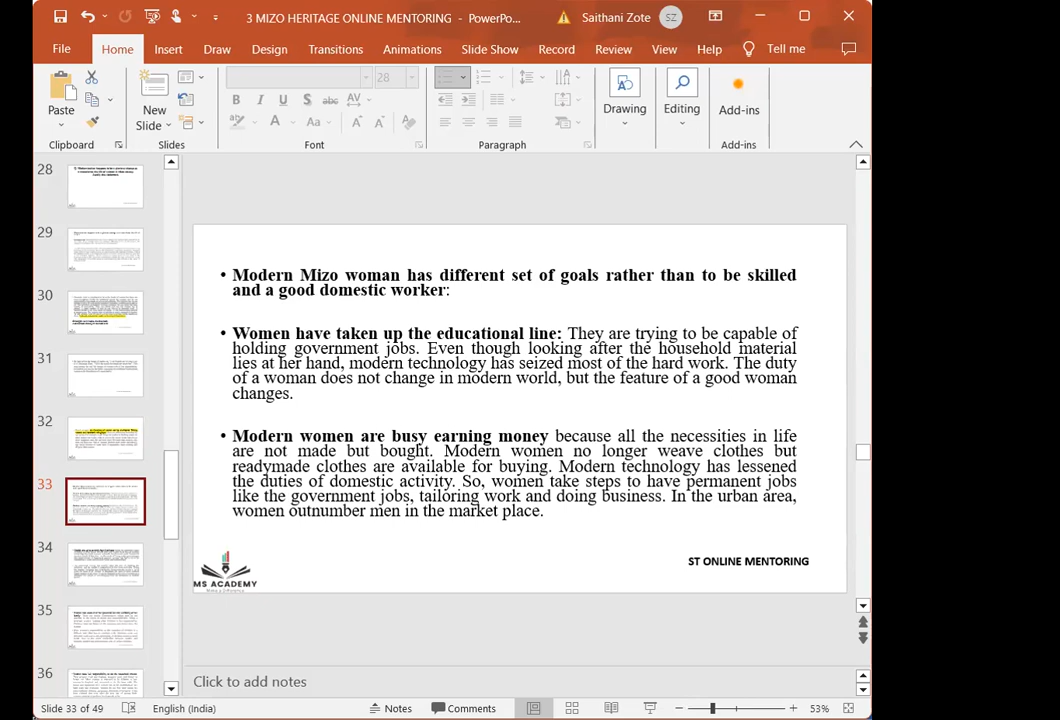 3 MIZO HERITAGE ONLINE MENTORING - PowerPo...
Saithani Zote
SZ
File
Home
Insert
Draw
Design
Transitions
Animations
Slide Show
Record
Review
View
Help
Tell me
Paste
New
Slide
28
B I U S abc AV
Aa
A A
Drawing
Editing
Add-ins
Clipboard
Slides
Font
Paragraph
Add-ins
28
29
30
31
32
33
34
35
36
• Modern Mizo woman has different set of goals rather than to be skilled
and a good domestic worker:
• Women have taken up the educational line: They are trying to be capable of
holding government jobs. Even though looking after the household material
lies at her hand, modern technology has seized most of the hard work. The duty
of a woman does not change in modern world, but the feature of a good woman
changes.
• Modern women are busy earning money because all the necessities in life
are not made but bought. Modern women no longer weave clothes but
readymade clothes are available for buying. Modern technology has lessened
the duties of domestic activity. So, women take steps to have permanent jobs
like the government jobs, tailoring work and doing business. In the urban area,
women outnumber men in the market place.
ST ONLINE MENTORING
MS ACADEMY
Click to add notes
Slide 33 of 49
English (India)
Notes
Comments
53%